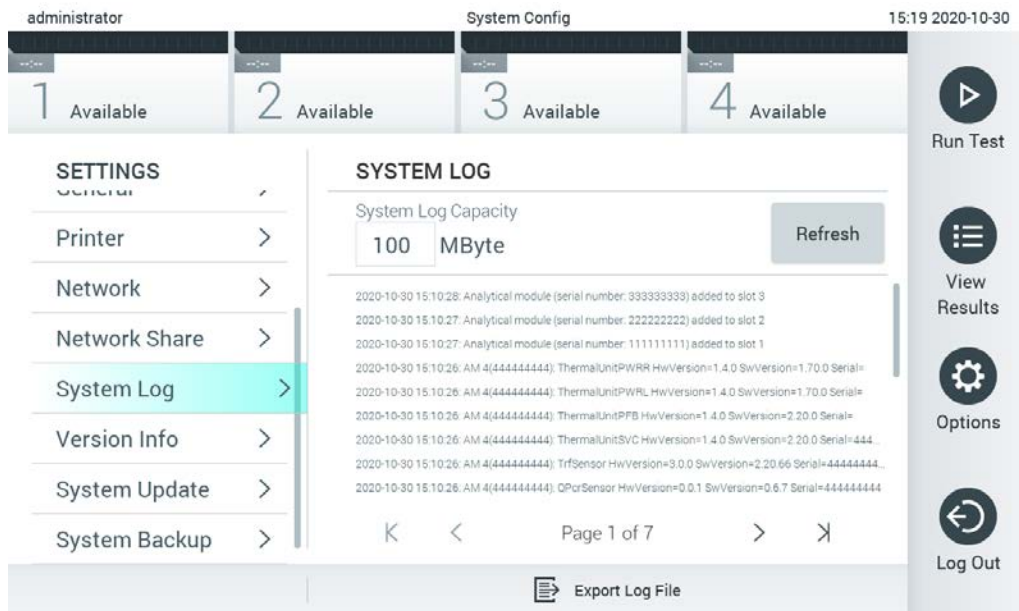 administrator
System Config
15:19 2020-10-30
--:--
1 Available
--:--
2 Available
--:--
3 Available
--:--
4 Available
Run Test
View
Results
Options
Log Out
SETTINGS
General
Printer
Network
Network Share
System Log
Version Info
System Update
System Backup
SYSTEM LOG
System Log Capacity
100 MByte
Refresh
2020-10-30 15:10:28: Analytical module (serial number: 333333333) added to slot 3
2020-10-30 15:10:27: Analytical module (serial number: 222222222) added to slot 2
2020-10-30 15:10:27: Analytical module (serial number: 111111111) added to slot 1
2020-10-30 15:10:26: AM 4(444444444): ThermalUnitPWRR HwVersion=1.4.0 SwVersion=1.70.0 Serial=
2020-10-30 15:10:26: AM 4(444444444): ThermalUnitPWRL HwVersion=1.4.0 SwVersion=1.70.0 Serial=
2020-10-30 15:10:26: AM 4(444444444): ThermalUnitPFB HwVersion=1.4.0 SwVersion=2.20.0 Serial=
2020-10-30 15:10:26: AM 4(444444444): ThermalUnitSVC HwVersion=1.4.0 SwVersion=2.20.0 Serial=444...
2020-10-30 15:10:26: AM 4(444444444): TrfSensor HwVersion=3.0.0 SwVersion=2.20.66 Serial=44444444...
2020-10-30 15:10:26: AM 4(444444444): QPcrSensor HwVersion=0.0.1 SwVersion=0.6.7 Serial=444444444
Page 1 of 7
Export Log File